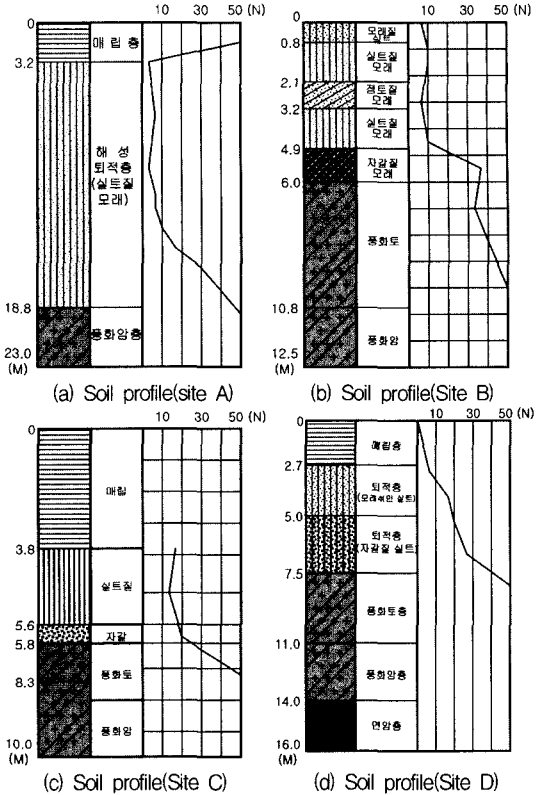 0
10 30 50 (N)
매립층
3.2
해성
퇴적층
(실트질
모래)
18.8
풍화암층
23.0
(M)
(a) Soil profile(site A)
0
10 30 50 (N)
모래질
실트
0.8
실트질
모래
2.1
점토질
모래
3.2
실트질
모래
4.9
자갈질
모래
6.0
풍화토
10.8
풍화암
12.5
(M)
(b) Soil profile(Site B)
0
10 30 50 (N)
매립
3.8
실트질
5.6
자갈
5.8
풍화토
8.3
풍화암
10.0
(M)
(c) Soil profile(Site C)
0
10 30 50 (N)
매립층
2.7
퇴적층
(모래섞인 실트)
5.0
퇴적층
(자갈질 실트)
7.5
풍화토층
11.0
풍화암층
14.0
연암층
16.0
(M)
(d) Soil profile(Site D)